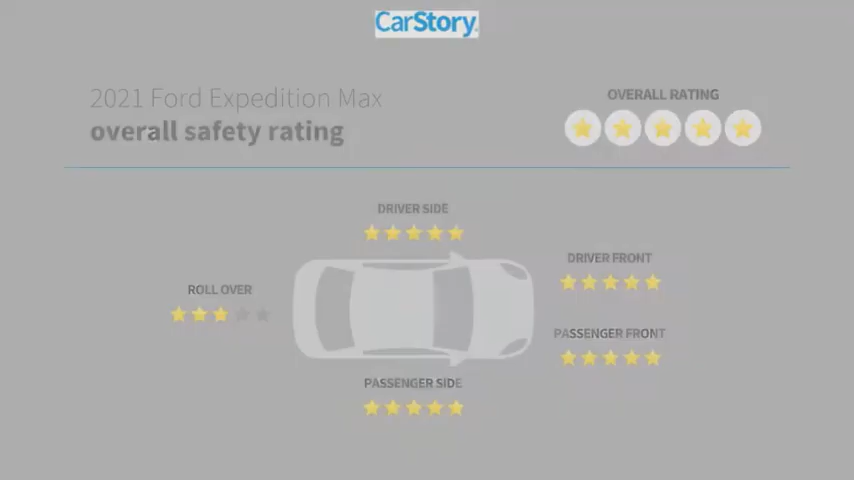 CarStory
2021 Ford Expedition Max
overall safety rating
OVERALL RATING
DRIVER SIDE
DRIVER FRONT
ROLL OVER
PASSENGER FRONT
PASSENGER SIDE